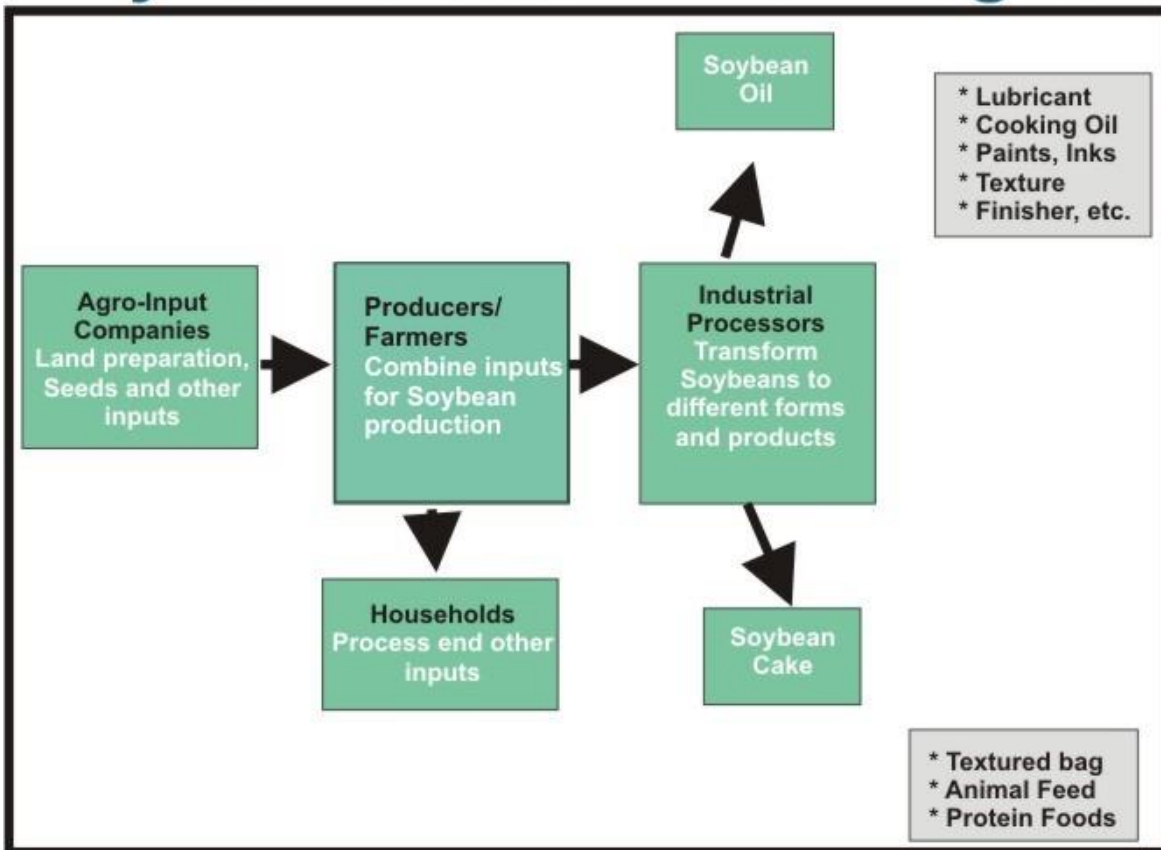 Soybean
Oil
* Lubricant
* Cooking Oil
* Paints, Inks
* Texture
* Finisher, etc.
Agro-Input
Companies
Land preparation,
Seeds and other
inputs
Producers/
Farmers
Combine inputs
for Soybean
production
Industrial
Processors
Transform
Soybeans to
different forms
and products
Households
Process end other
inputs
Soybean
Cake
* Textured bag
* Animal Feed
* Protein Foods